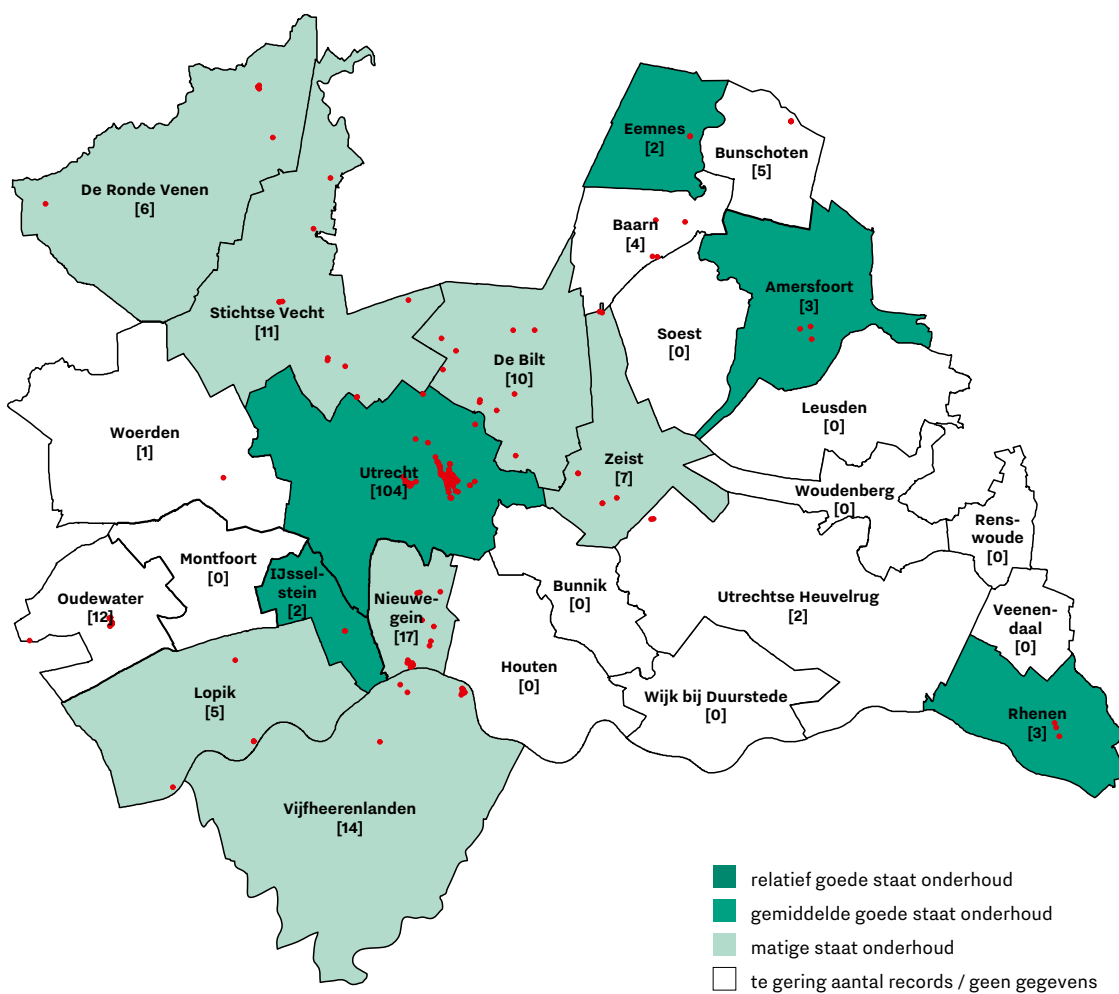 Eemnes
[2]
Bunschoten
[5]
De Ronde Venen
[6]
Baarn
[4]
Amersfoort
[3]
Stichtse Vecht
[11]
Soest
[0]
De Bilt
[10]
Leusden
[0]
Woerden
[1]
Zeist
[7]
Utrecht
[104]
Woudenberg
[0]
Rens-
woude
[0]
Montfoort
[0]
IJssel-
stein
[2]
Bunnik
[0]
Nieuwe-
gein
[17]
Oudewater
[12]
Utrechtse Heuvelrug
[2]
Veenen-
daal
[0]
Houten
[0]
Lopik
[5]
Wijk bij Duurstede
[0]
Rhenen
[3]
Vijfheerenlanden
[14]
relatief goede staat onderhoud
gemiddelde goede staat onderhoud
matige staat onderhoud
te gering aantal records / geen gegevens